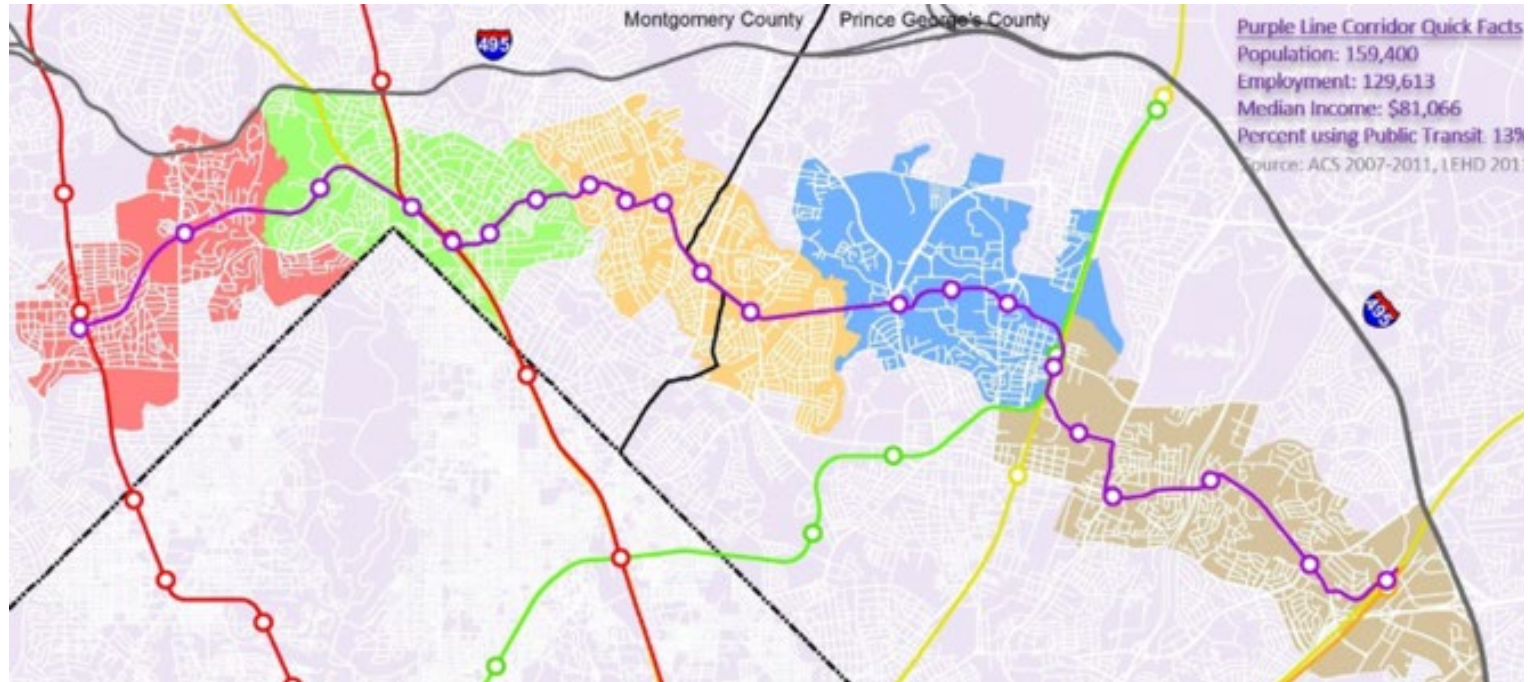 Montgomery County
Prince George's County
495
Purple Line Corridor Quick Facts
Population: 159,400
Employment: 129,613
Median Income: $81,066
Percent using Public Transit 13%
Source: ACS 2007-2011, LEHD 201
495